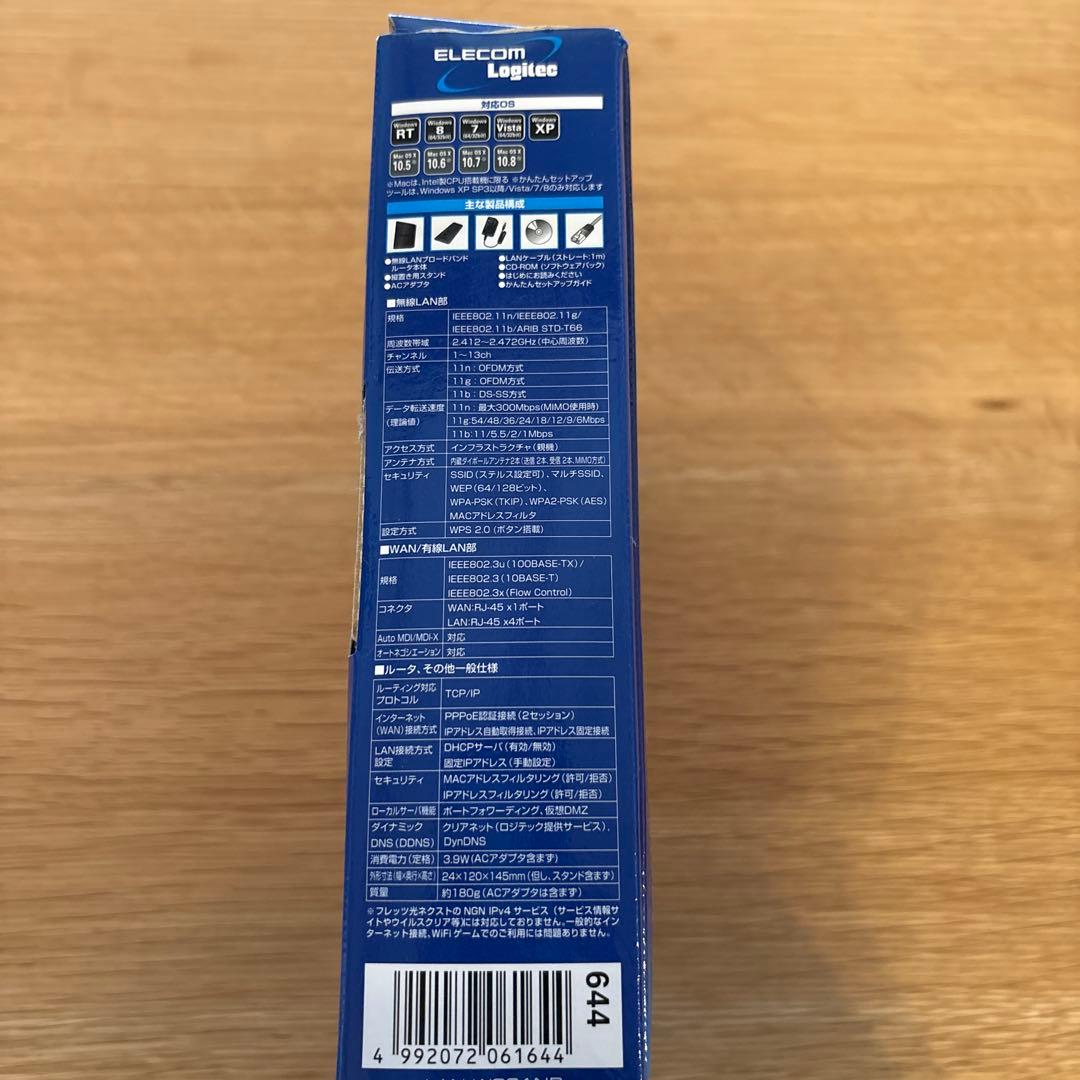 ELECOM
Logitec
対応OS
Windows RT
Windows 8 (64/32bit)
Windows 7 (64/32bit)
Windows Vista (64/32bit)
Windows XP
Mac OS X 10.5※
Mac OS X 10.6※
Mac OS X 10.7※
Mac OS X 10.8※
※Macは、Intel製CPU搭載機に限る ※かんたんセットアップ
ツールは、Windows XP SP3以降/Vista/7/8のみ対応します
主な製品構成
●無線LANブロードバンド
ルータ本体
●縦置き用スタンド
●ACアダプタ
●LANケーブル(ストレート:1m)
●CD-ROM (ソフトウェアパック)
●はじめにお読みください
●かんたんセットアップガイド
■無線LAN部
規格 IEEE802.11n/IEEE802.11g/
IEEE802.11b/ARIB STD-T66
周波数帯域 2.412～2.472GHz(中心周波数)
チャンネル 1～13ch
伝送方式 11n：OFDM方式
11g：OFDM方式
11b：DS-SS方式
データ転送速度 11n：最大300Mbps(MIMO使用時)
(理論値) 11g:54/48/36/24/18/12/9/6Mbps
11b:11/5.5/2/1Mbps
アクセス方式 インフラストラクチャ(親機)
アンテナ方式 内蔵ダイポールアンテナ2本(送信 2本、受信 2本、MIMO方式)
セキュリティ SSID(ステルス設定可)、マルチSSID、
WEP(64/128ビット)、
WPA-PSK(TKIP)、WPA2-PSK(AES)
MACアドレスフィルタ
設定方式 WPS 2.0 (ボタン搭載)
■WAN/有線LAN部
規格 IEEE802.3u(100BASE-TX)/
IEEE802.3(10BASE-T)
IEEE802.3x(Flow Control)
コネクタ WAN:RJ-45 x1ポート
LAN:RJ-45 x4ポート
Auto MDI/MDI-X 対応
オートネゴシエーション 対応
■ルータ、その他一般仕様
ルーティング対応プロトコル TCP/IP
インターネット PPPoE認証接続(2セッション)
(WAN)接続方式 IPアドレス自動取得接続、IPアドレス固定接続
LAN接続方式 DHCPサーバ(有効/無効)
設定 固定IPアドレス(手動設定)
セキュリティ MACアドレスフィルタリング(許可/拒否)
IPアドレスフィルタリング(許可/拒否)
ローカルサーバ機能 ポートフォワーディング、仮想DMZ
ダイナミック クリアネット(ロジテック提供サービス)、
DNS(DDNS) DynDNS
消費電力(定格) 3.9W(ACアダプタ含まず)
外形寸法(幅×奥行×高さ) 24×120×145mm(但し、スタンド含まず)
質量 約180g(ACアダプタは含まず)
※フレッツ光ネクストの NGN IPv4 サービス (サービス情報サ
イトやウイルスクリア等)には対応しておりません。一般的なイン
ターネット接続、WiFi ゲームでのご利用には問題ありません。
644
4 992072 061644